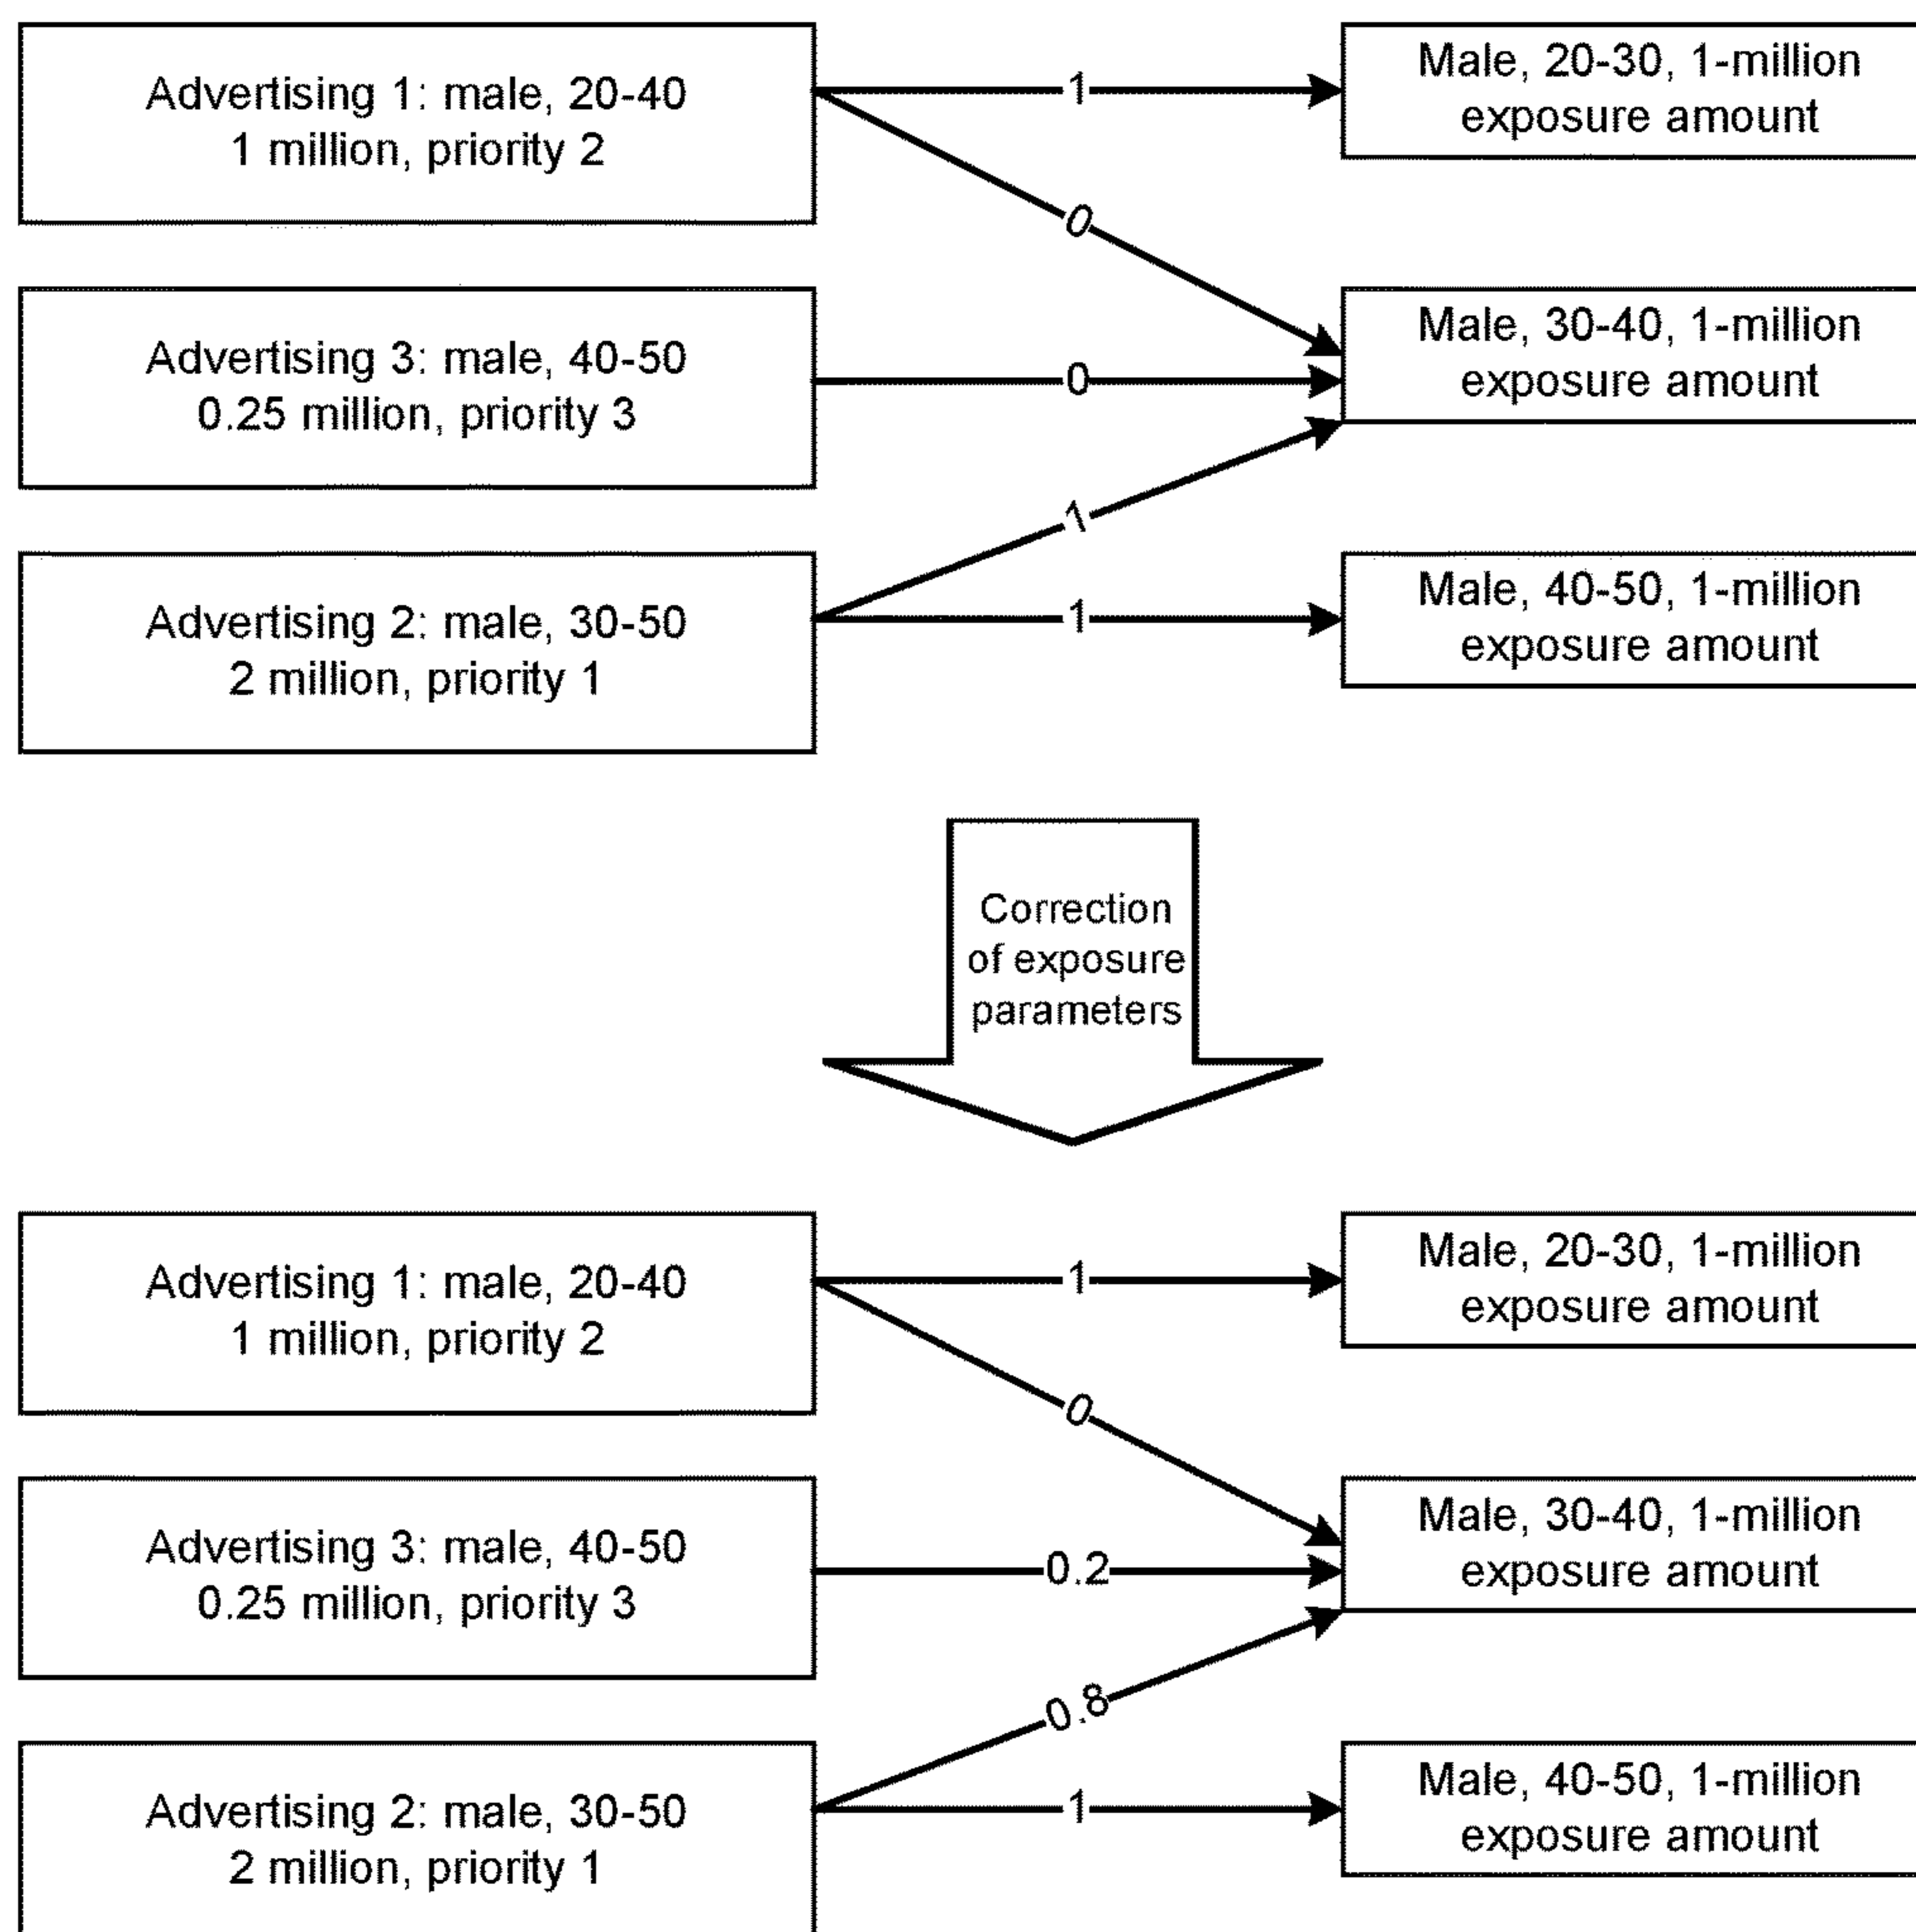 Advertising 1: male, 20-40
1 million, priority 2
1
Male, 20-30, 1-million
exposure amount
0
Advertising 3: male, 40-50
0.25 million, priority 3
0
Male, 30-40, 1-million
exposure amount
1
Advertising 2: male, 30-50
2 million, priority 1
1
Male, 40-50, 1-million
exposure amount
Correction
of exposure
parameters
Advertising 1: male, 20-40
1 million, priority 2
1
Male, 20-30, 1-million
exposure amount
0
Advertising 3: male, 40-50
0.25 million, priority 3
0.2
Male, 30-40, 1-million
exposure amount
0.8
Advertising 2: male, 30-50
2 million, priority 1
1
Male, 40-50, 1-million
exposure amount